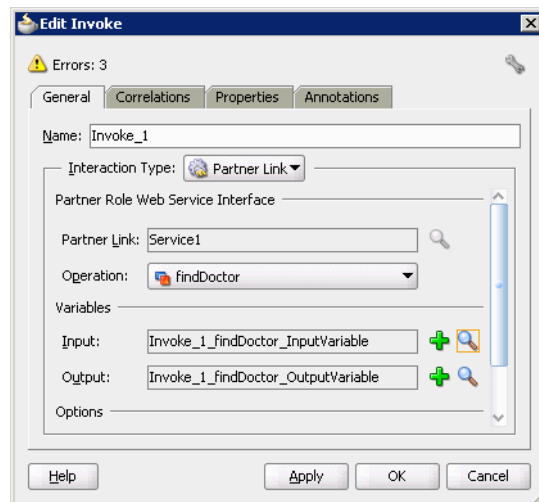 Edit Invoke
Errors: 3
General Correlations Properties Annotations
Name: Invoke_1
Interaction Type: Partner Link
Partner Role Web Service Interface
Partner Link: Service1
Operation: findDoctor
Variables
Input: Invoke_1_findDoctor_InputVariable
Output: Invoke_1_findDoctor_OutputVariable
Options
Help Apply OK Cancel